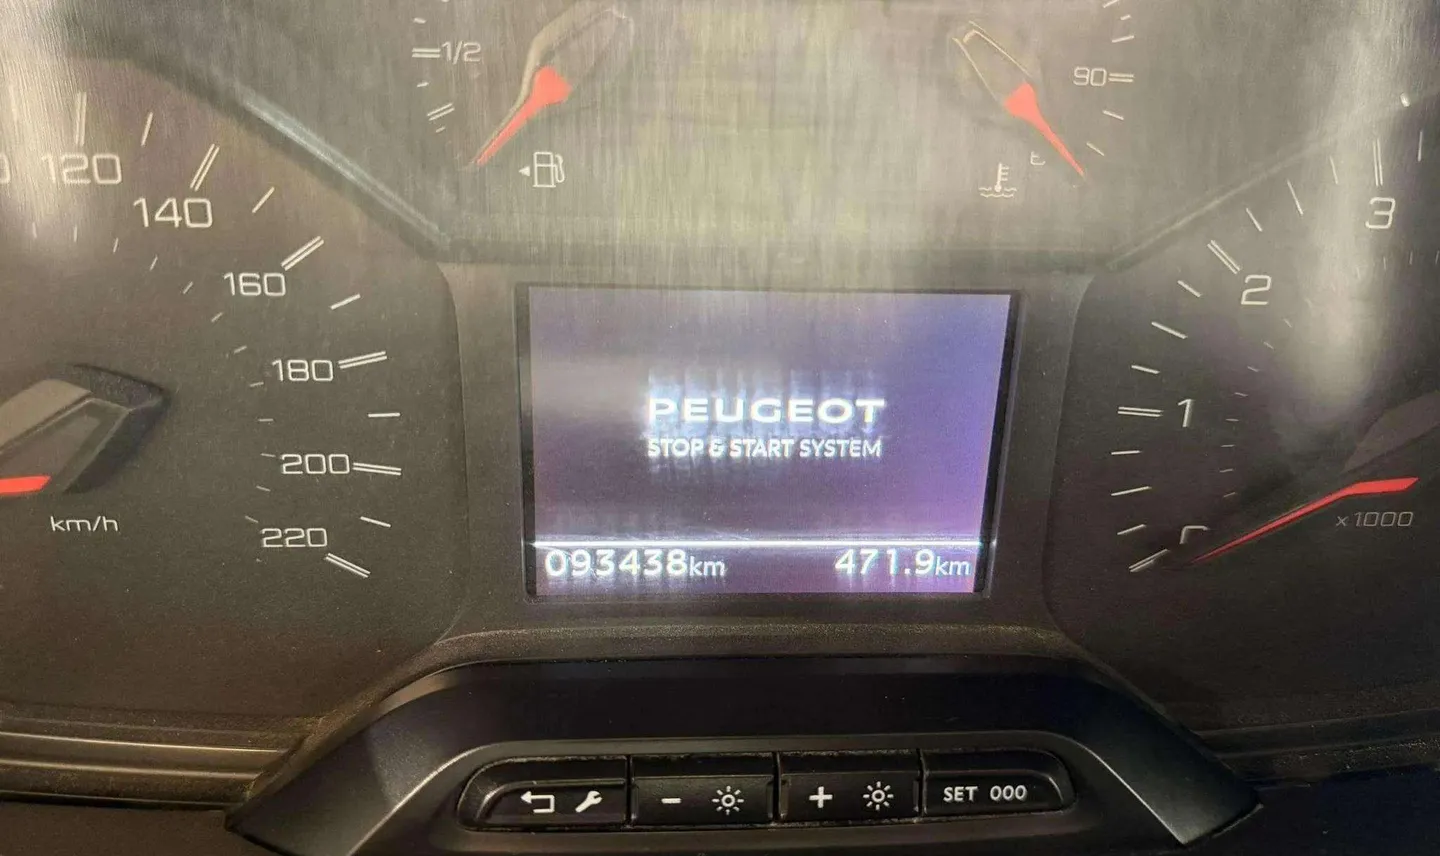 1/2
90
120
140
160
180
200
220
km/h
3
2
1
x1000
PEUGEOT
STOP & START SYSTEM
093438km 471.9km
- +
SET 000